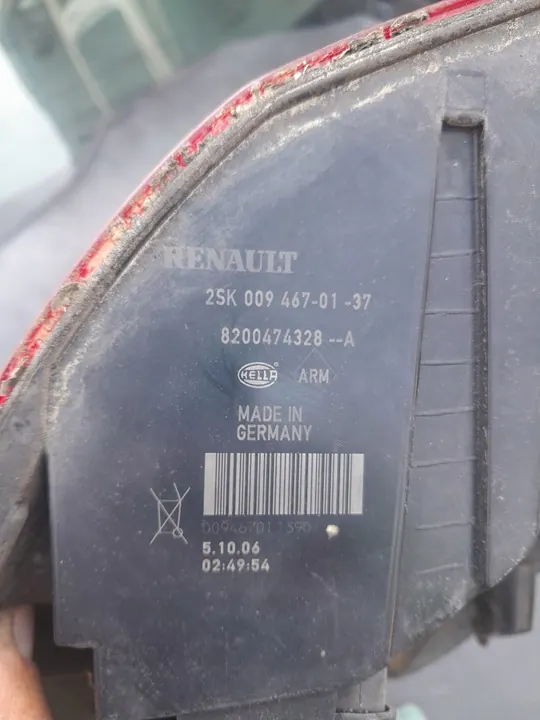 RENAULT
2SK 009 467-01 -37
8200474328 --A
HELLA ARM
MADE IN
GERMANY
5.10.06
02:49:54